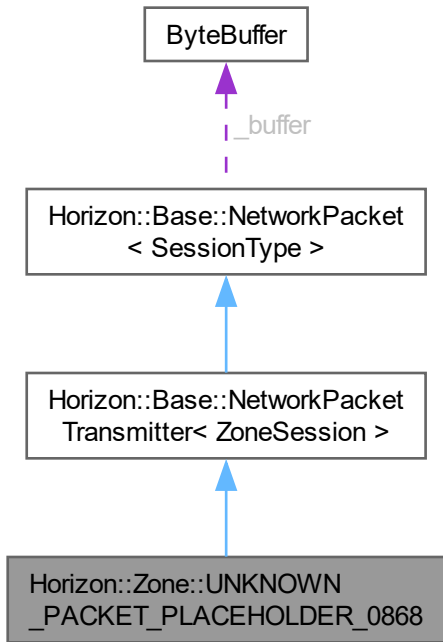 ByteBuffer
_buffer
Horizon::Base::NetworkPacket
< SessionType >
Horizon::Base::NetworkPacket
Transmitter< ZoneSession >
Horizon::Zone::UNKNOWN
_PACKET_PLACEHOLDER_0868